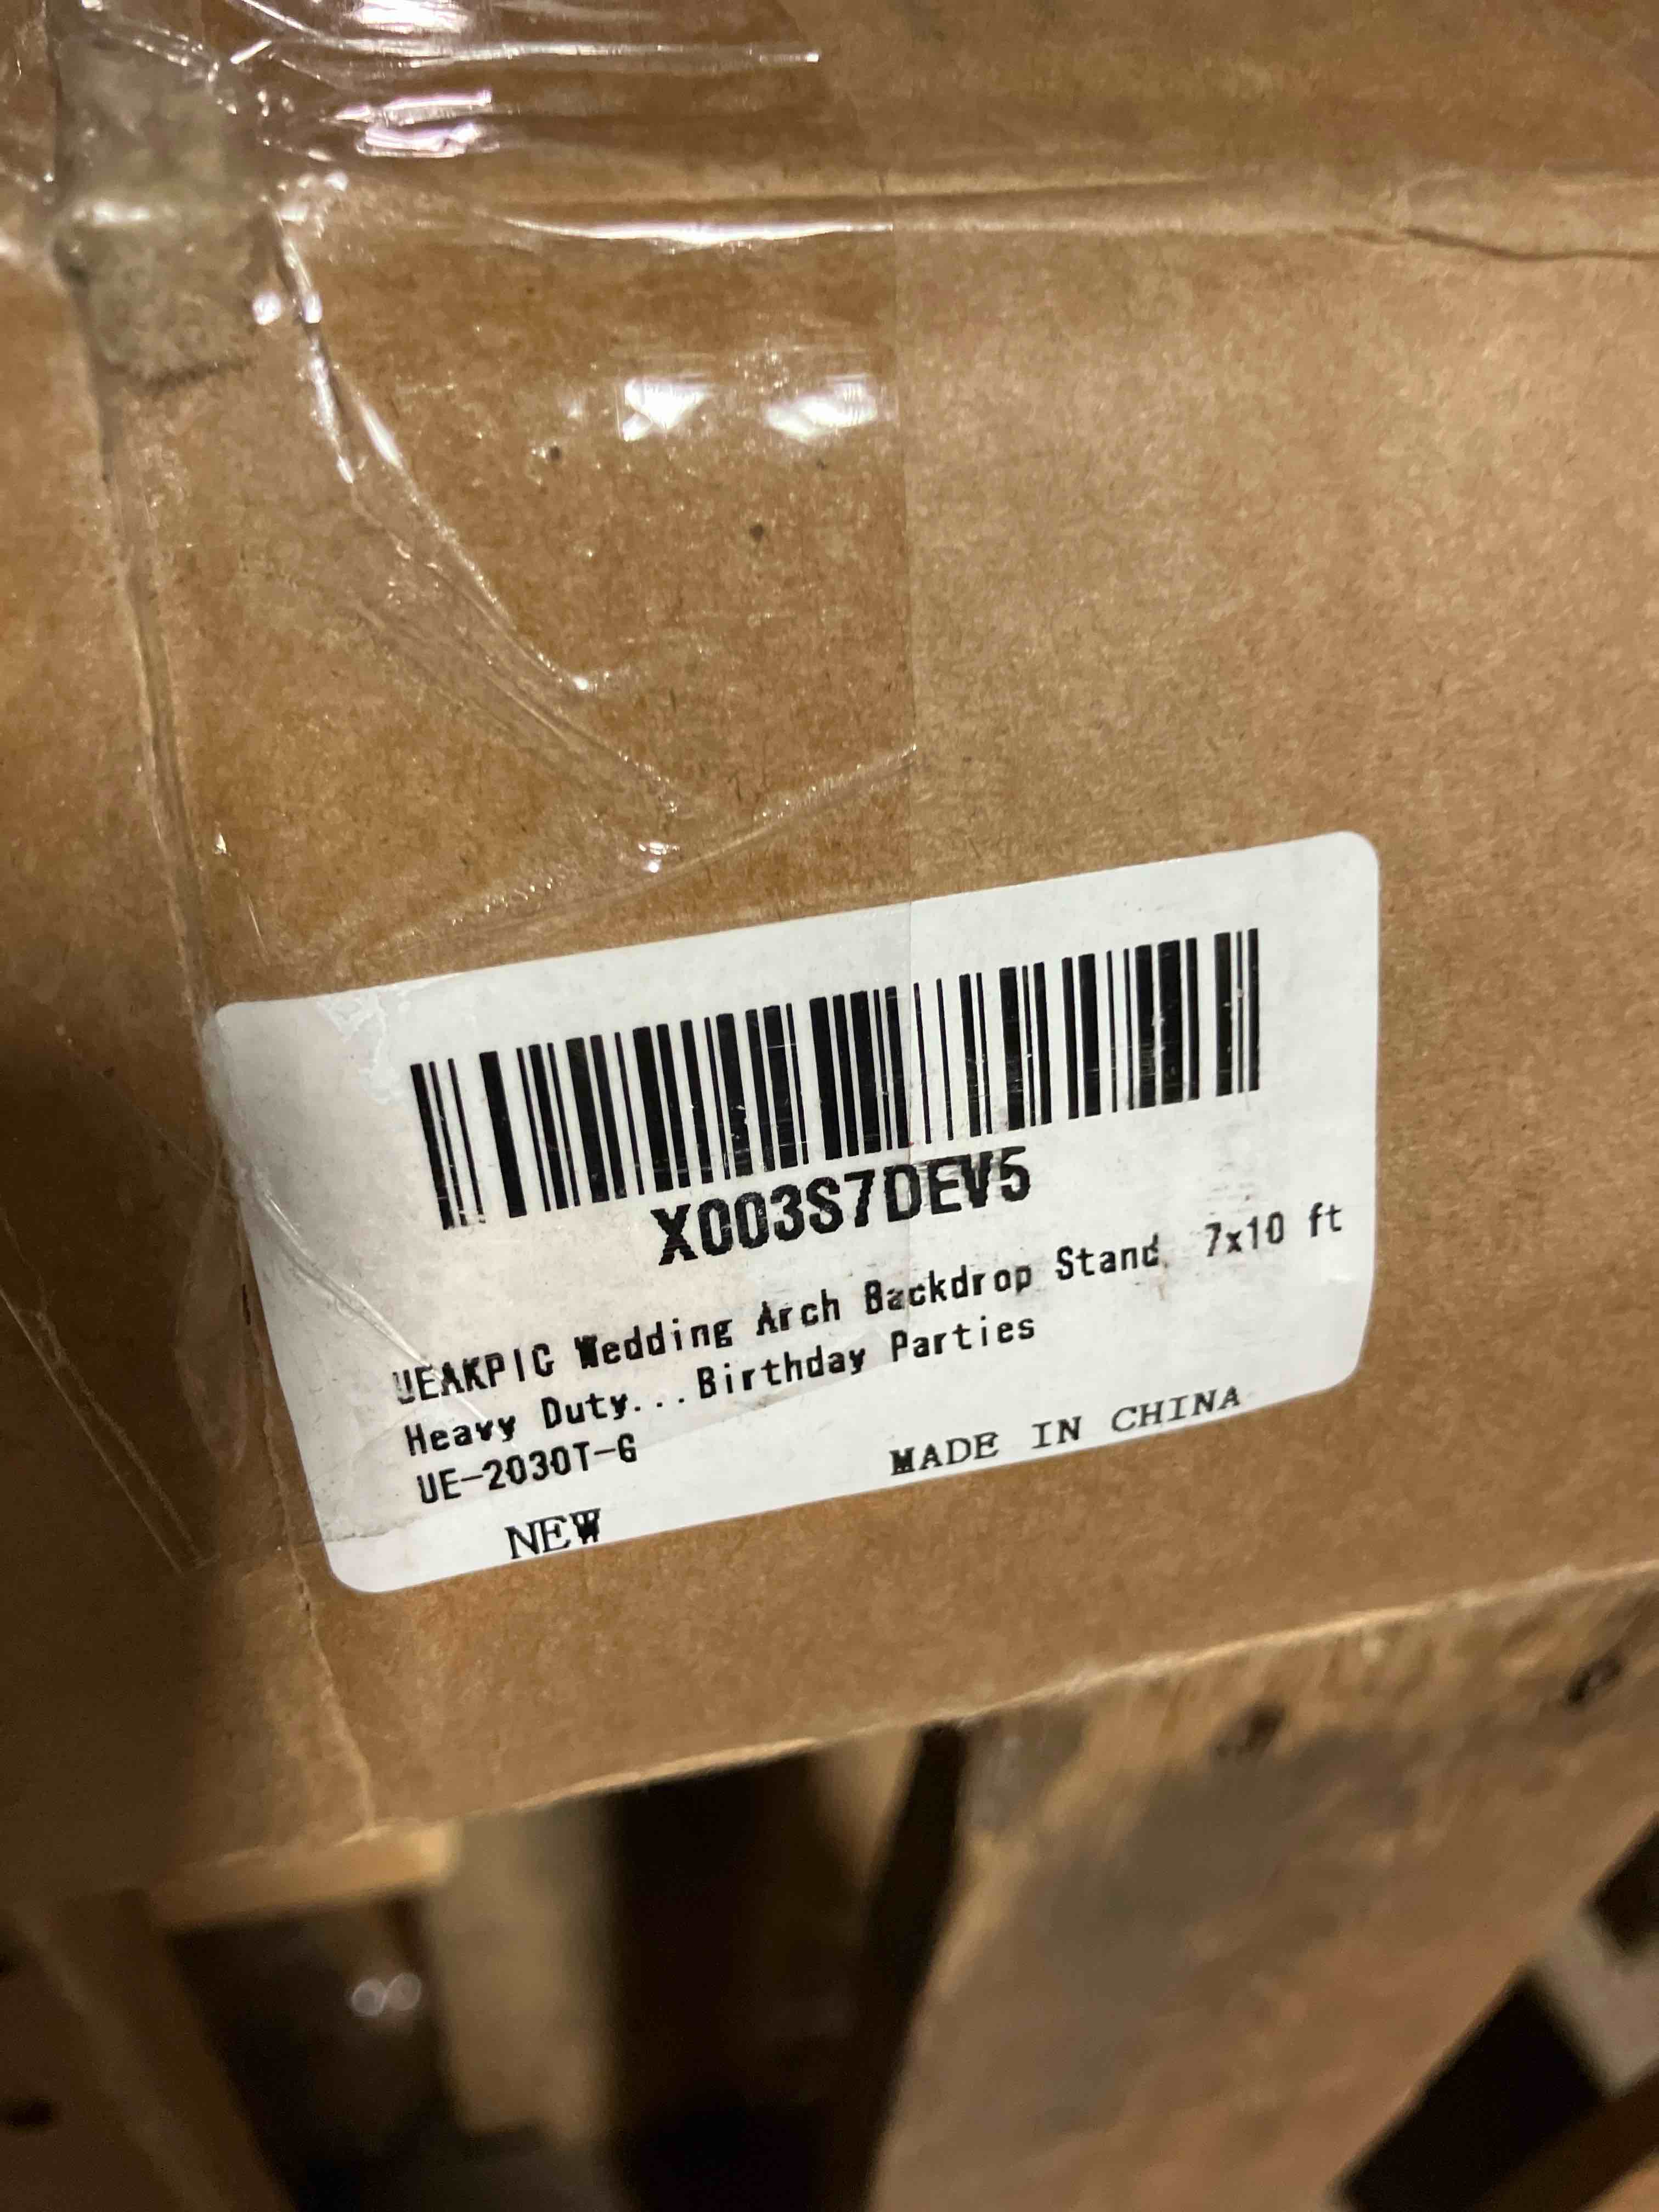 X003S7DEV5
UEAKPIC Wedding Arch Backdrop Stand, 7x10 ft
Heavy Duty...Birthday Parties
UE-2030T-G
NEW
MADE IN CHINA